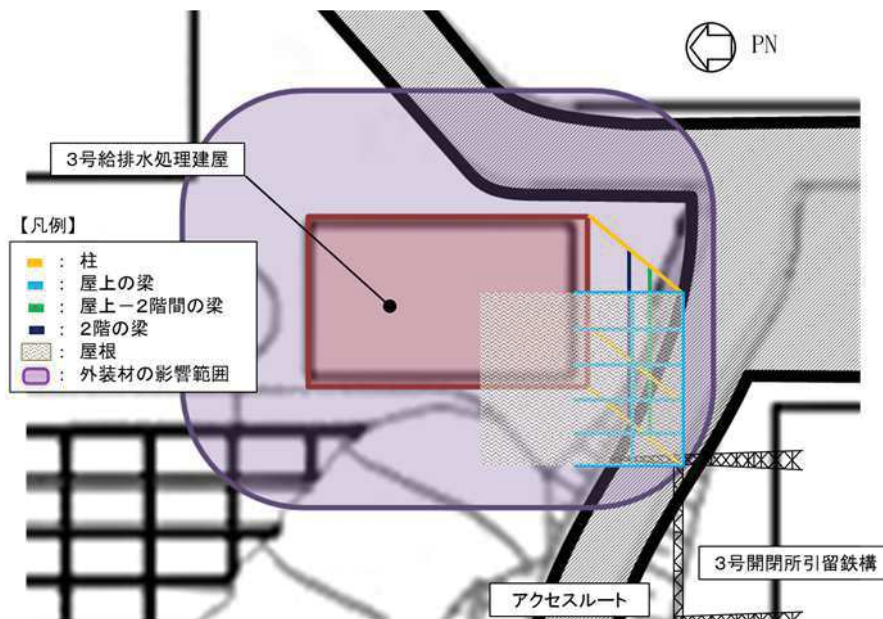 PN
3号給排水処理建屋
【凡例】
: 柱
: 屋上の梁
: 屋上－2階間の梁
: 2階の梁
: 屋根
: 外装材の影響範囲
3号開閉所引留鉄構
アクセスルート